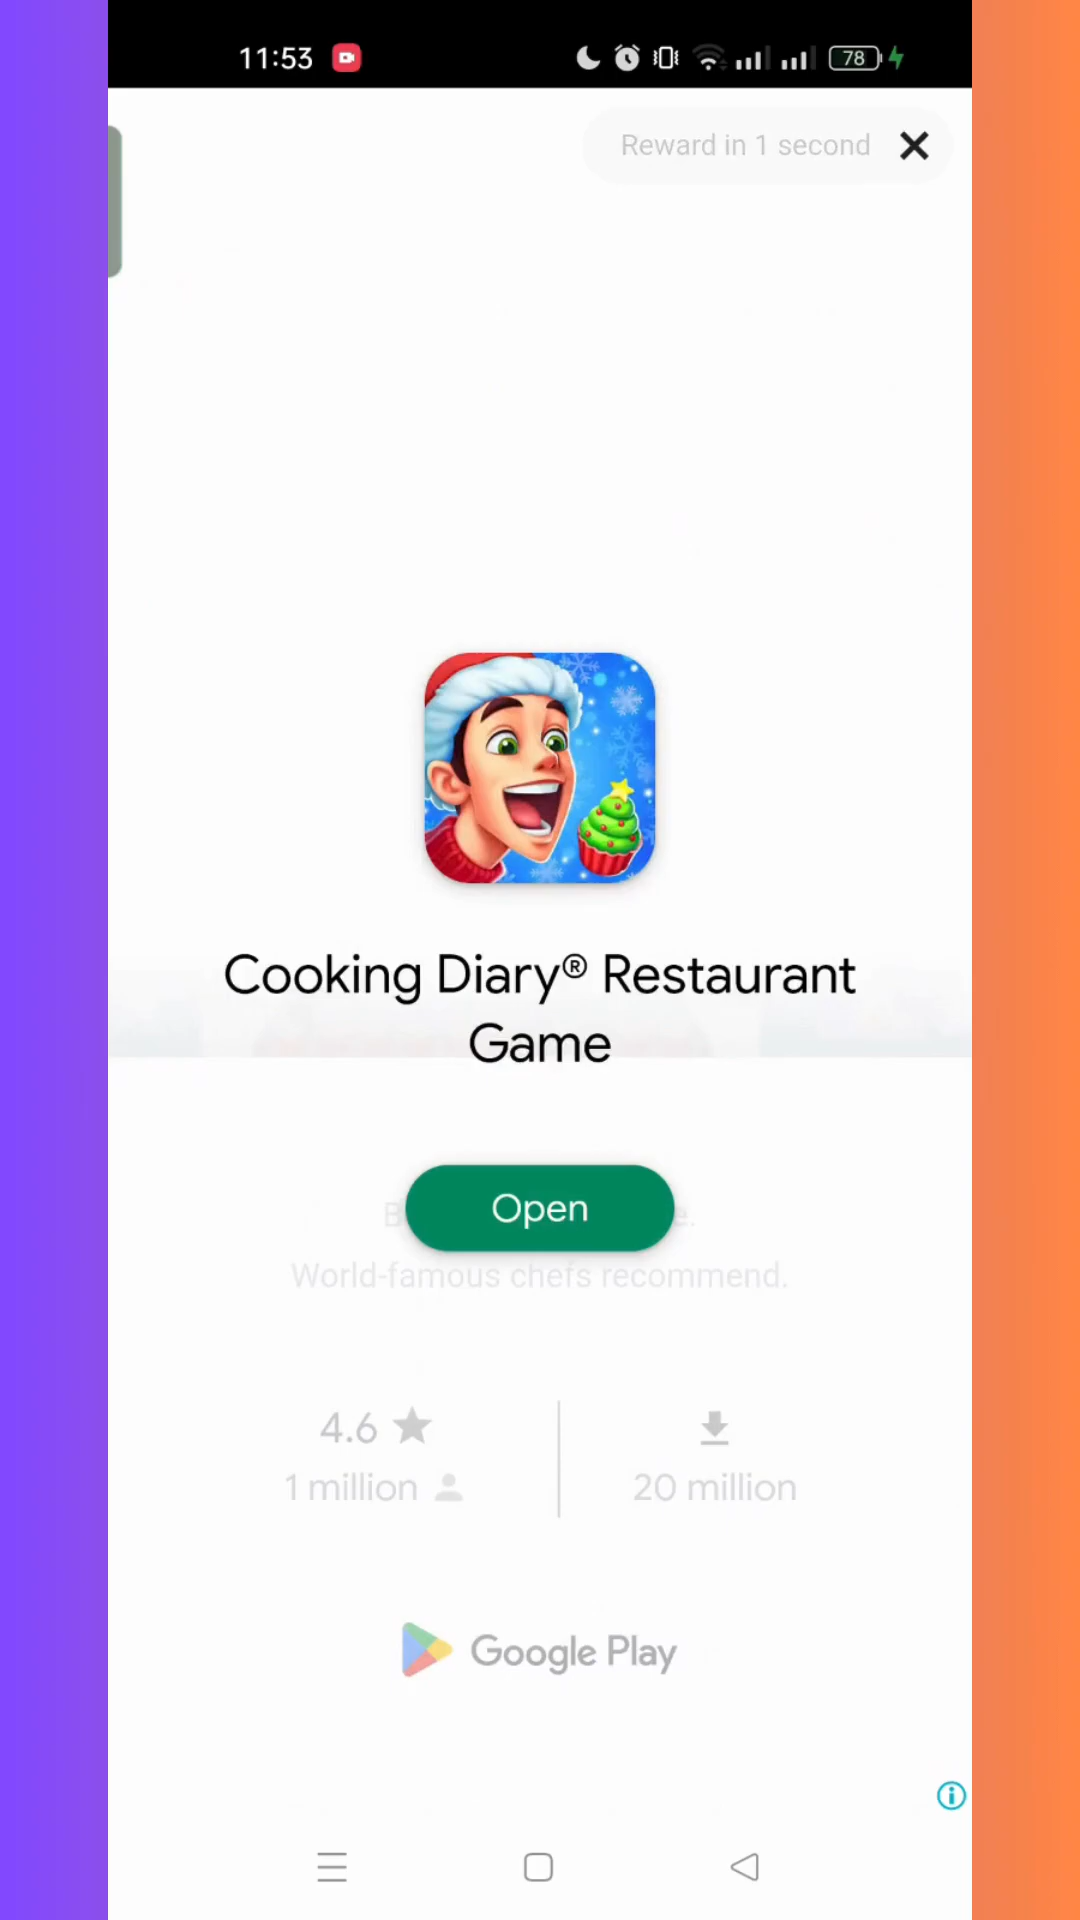 11:53
78
Reward in 1 second
Cooking Diary® Restaurant
Game
Open
World-famous chefs recommend.
4.6
1 million
20 million
Google Play